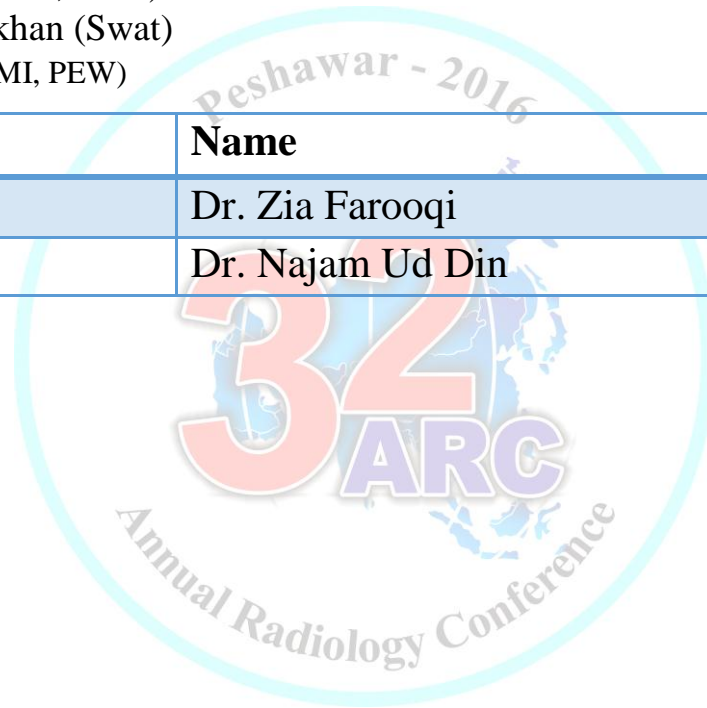 khan (Swat)
MI, PEW)
Peshawar - 2016
Name
Dr. Zia Farooqi
Dr. Najam Ud Din
32
ARC
Annual Radiology Conference